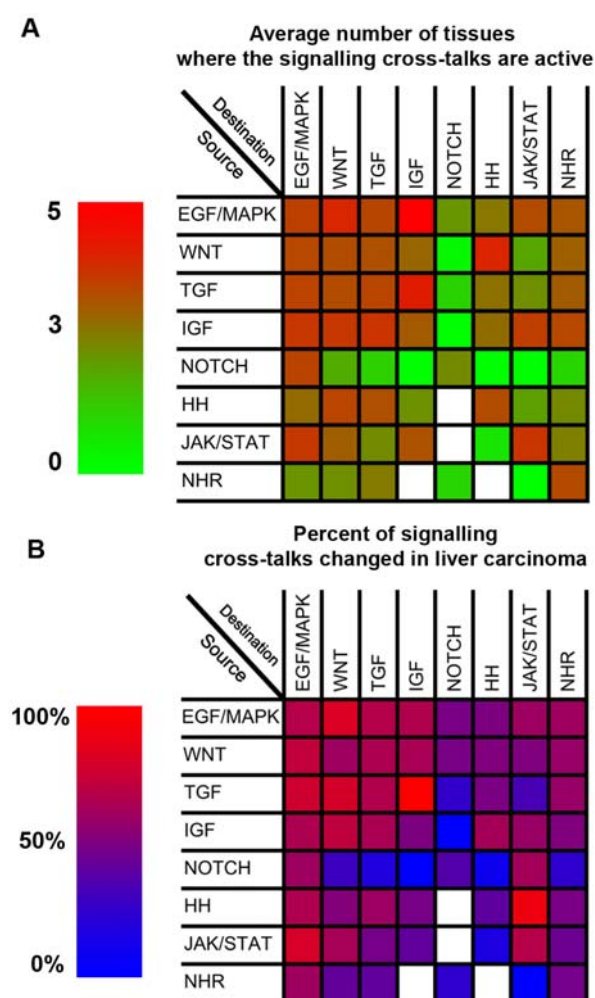 A
Average number of tissues
where the signalling cross-talks are active
Destination
Source
EGF/MAPK
WNT
TGF
IGF
NOTCH
HH
JAK/STAT
NHR
5
3
0
EGF/MAPK
WNT
TGF
IGF
NOTCH
HH
JAK/STAT
NHR
B
Percent of signalling
cross-talks changed in liver carcinoma
Destination
Source
EGF/MAPK
WNT
TGF
IGF
NOTCH
HH
JAK/STAT
NHR
100%
50%
0%
EGF/MAPK
WNT
TGF
IGF
NOTCH
HH
JAK/STAT
NHR